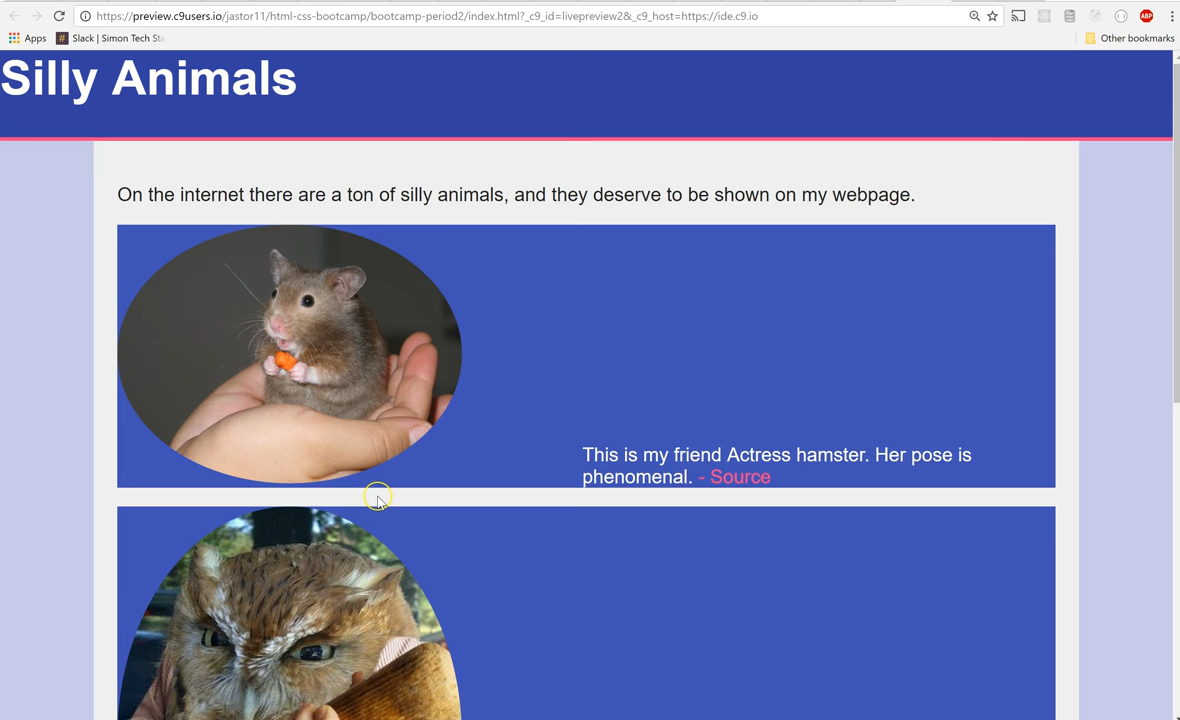 https://preview.c9users.io/jastor11/html-css-bootcamp/bootcamp-period2/index.html?_c9_id=livepreview2&_c9_host=https://ide.c9.io
ABP
Apps # Slack | Simon Tech Sta Other bookmarks
Silly Animals
On the internet there are a ton of silly animals, and they deserve to be shown on my webpage.
This is my friend Actress hamster. Her pose is
phenomenal. - Source